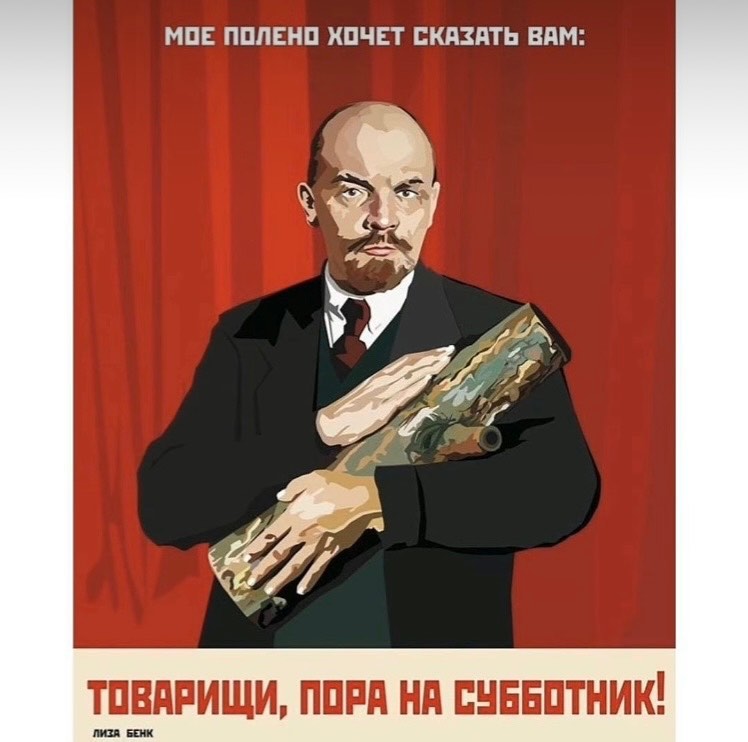 МОЕ ПОЛЕНО ХОЧЕТ СКАЗАТЬ ВАМ:
ТОВАРИЩИ, ПОРА НА СУББОТНИК!
ЛИЗА БЕНК